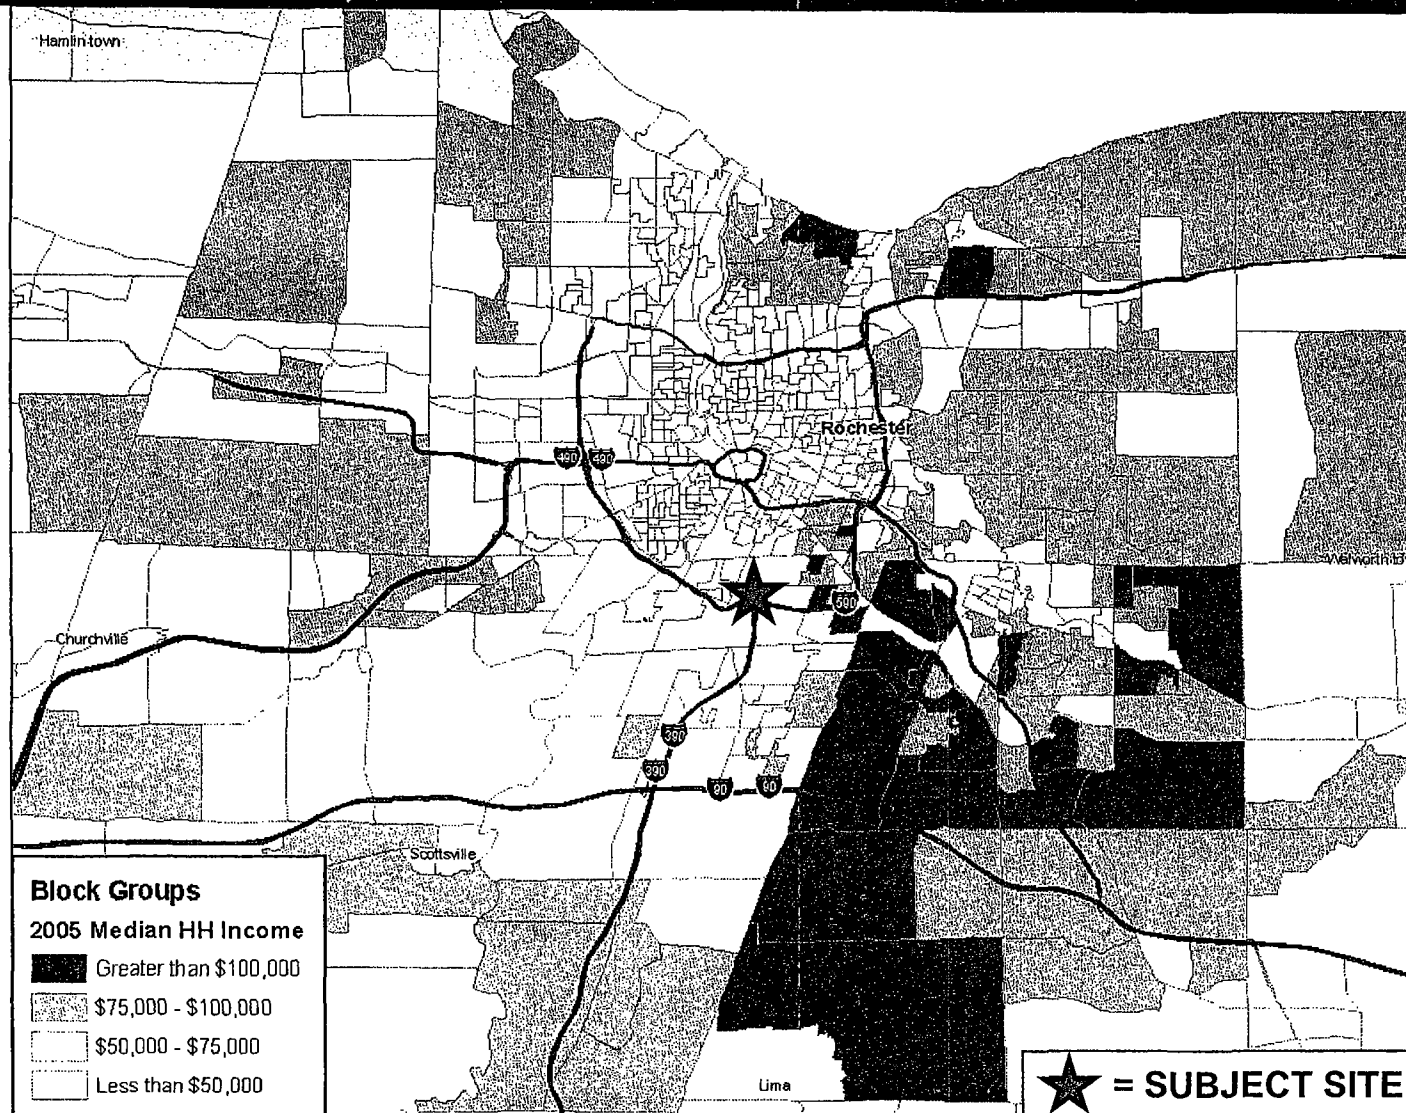 Hamlin town
Rochester
490
490
Walworth
590
Churchville
390
390
90
90
Scottsville
Block Groups
2005 Median HH Income
Greater than $100,000
$75,000 - $100,000
$50,000 - $75,000
Less than $50,000
Lima
= SUBJECT SITE